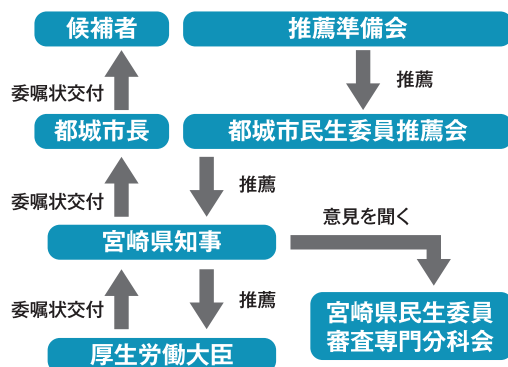 候補者
推薦準備会
委嘱状交付
推薦
都城市長
都城市民生委員推薦会
委嘱状交付
推薦
意見を聞く
宮崎県知事
委嘱状交付
推薦
宮崎県民生委員
審査専門分科会
厚生労働大臣